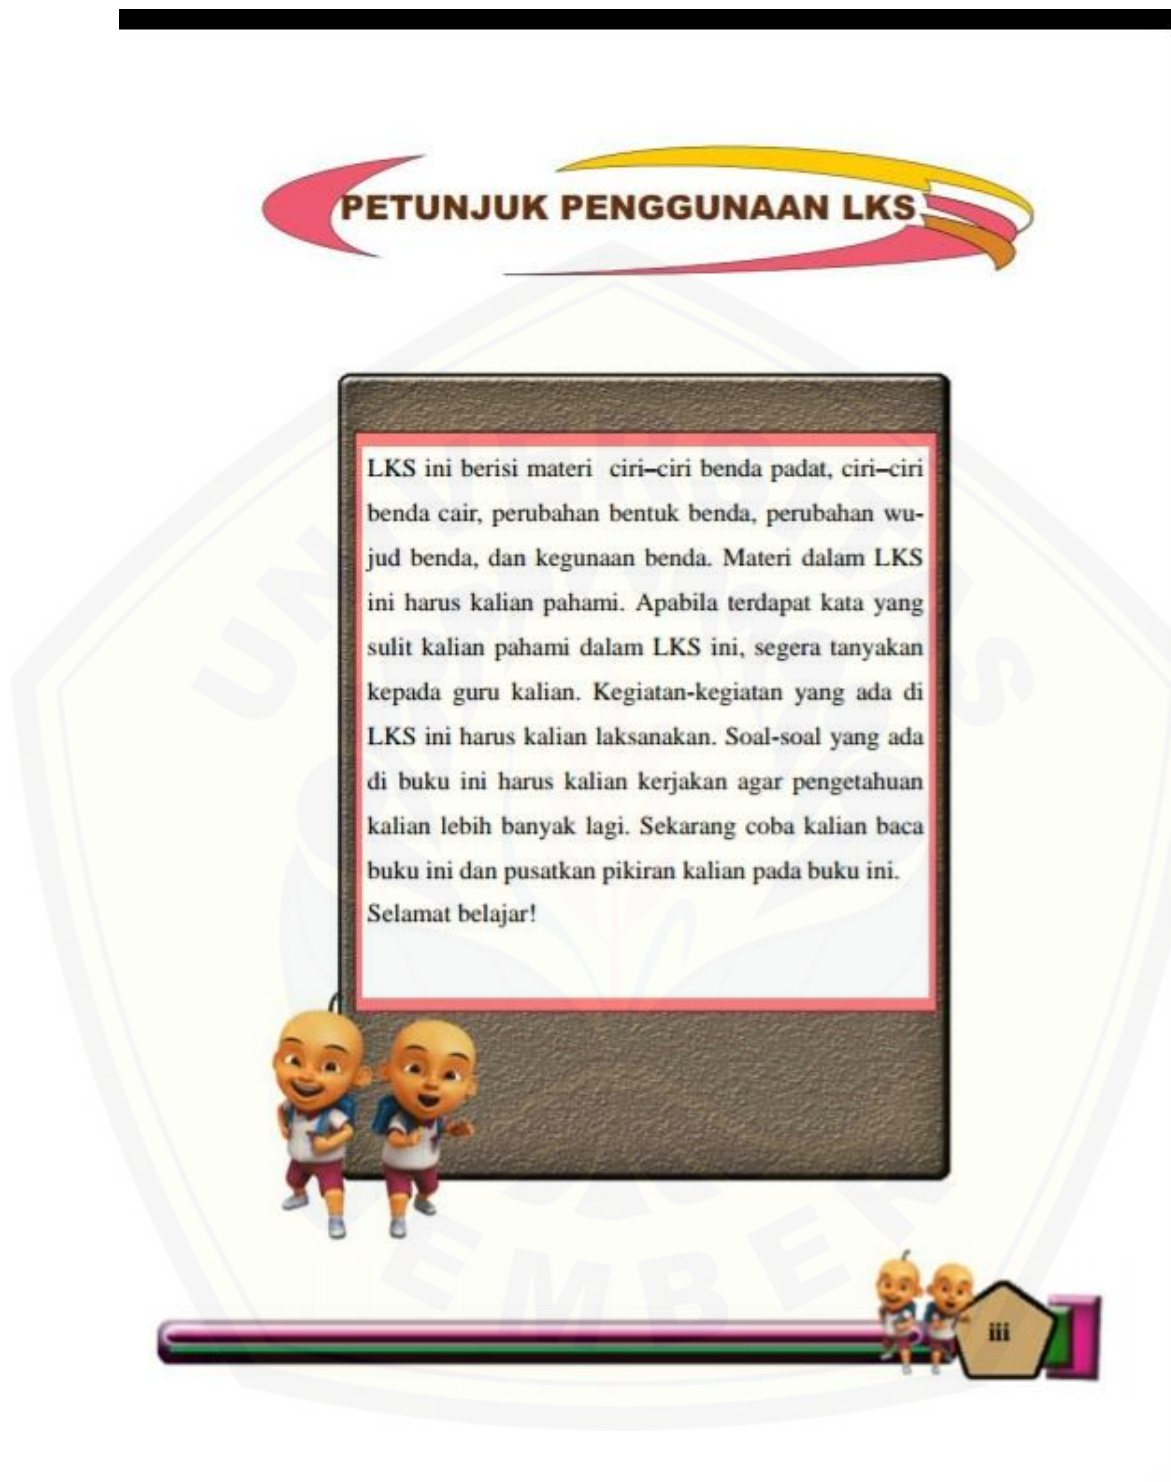 PETUNJUK PENGGUNAAN LKS
LKS ini berisi materi ciri–ciri benda padat, ciri–ciri
benda cair, perubahan bentuk benda, perubahan wu-
jud benda, dan kegunaan benda. Materi dalam LKS
ini harus kalian pahami. Apabila terdapat kata yang
sulit kalian pahami dalam LKS ini, segera tanyakan
kepada guru kalian. Kegiatan-kegiatan yang ada di
LKS ini harus kalian laksanakan. Soal-soal yang ada
di buku ini harus kalian kerjakan agar pengetahuan
kalian lebih banyak lagi. Sekarang coba kalian baca
buku ini dan pusatkan pikiran kalian pada buku ini.
Selamat belajar!
UNIVERSITAS
JEMBER
iii